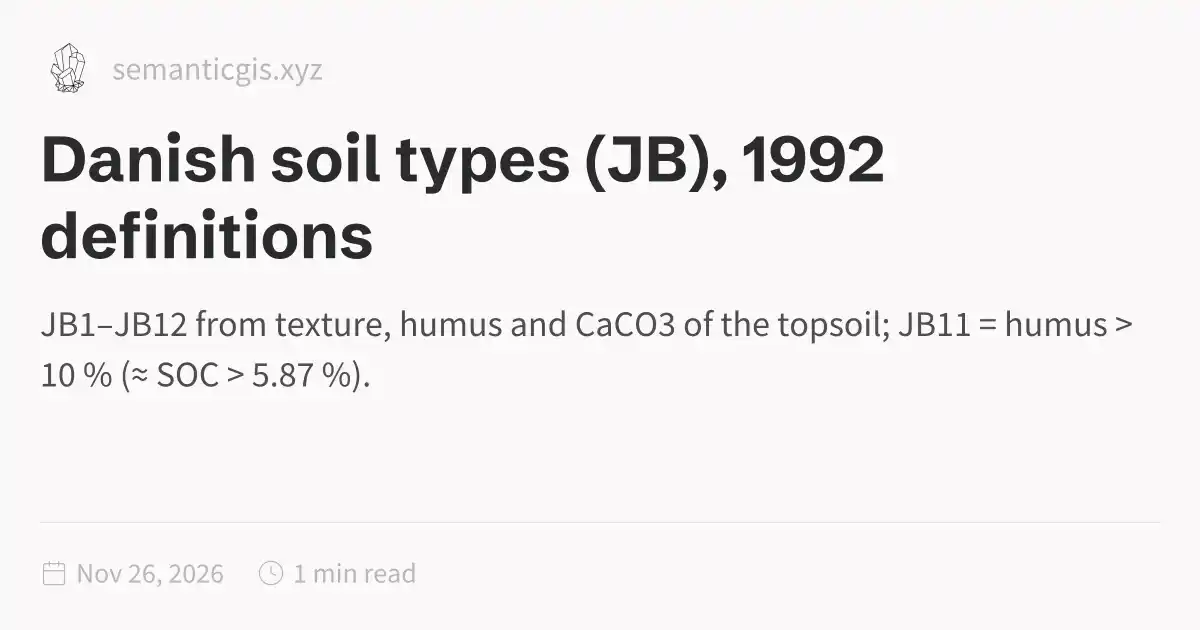 semanticgis.xyz
Danish soil types (JB), 1992
definitions
JB1–JB12 from texture, humus and CaCO3 of the topsoil; JB11 = humus >
10 % (≈ SOC > 5.87 %).
Nov 26, 2026 1 min read